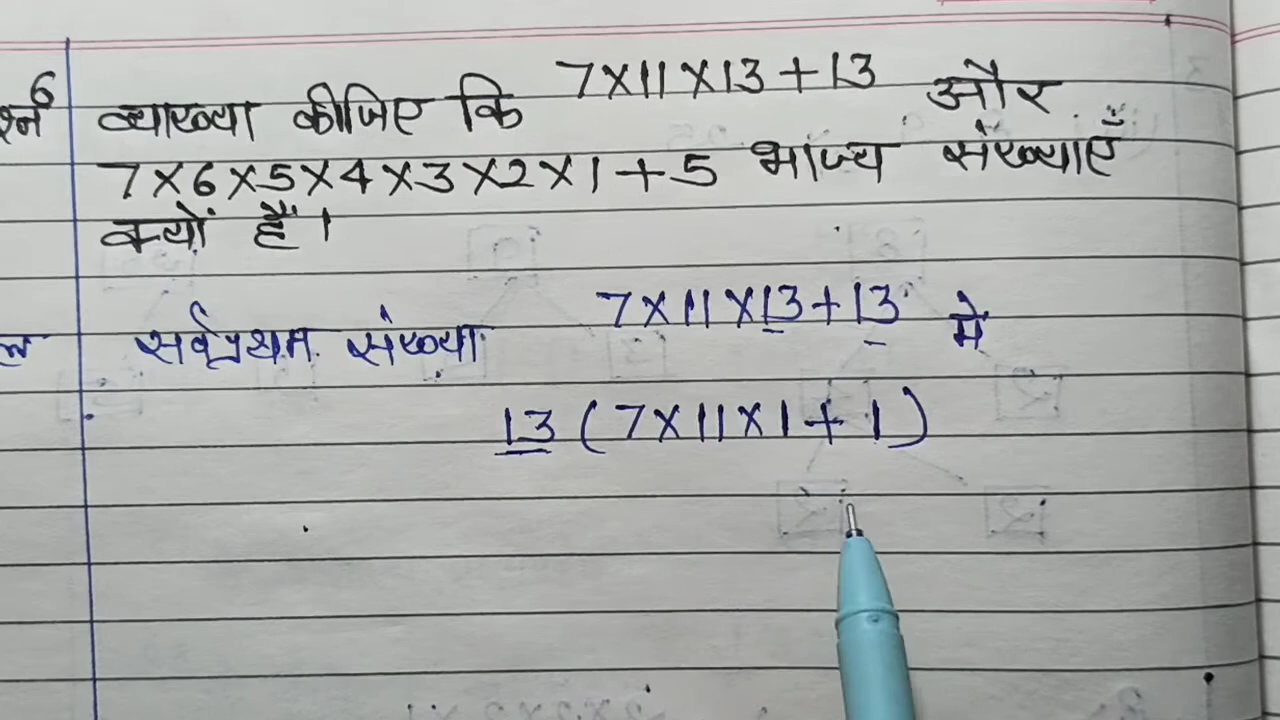 6
श्न व्याख्या कीजिए कि 7×11×13+13 और
7×6×5×4×3×2×1+5 भाज्य संख्याएँ
क्यों हैं।
ल सर्वप्रथम संख्या 7×11×13+13 में
13 (7×11×1+1)